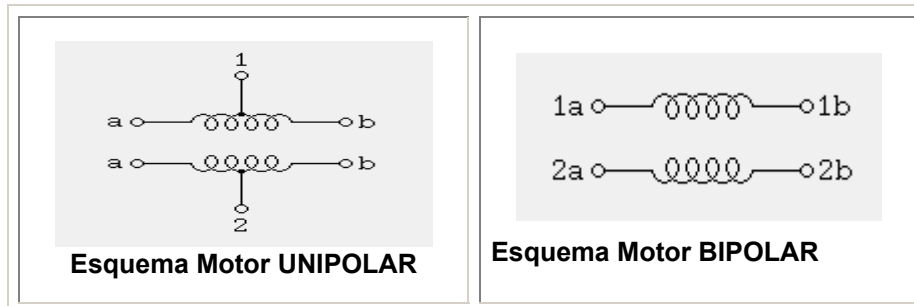 1
a b
a b
2
Esquema Motor UNIPOLAR
1a 1b
2a 2b
Esquema Motor BIPOLAR